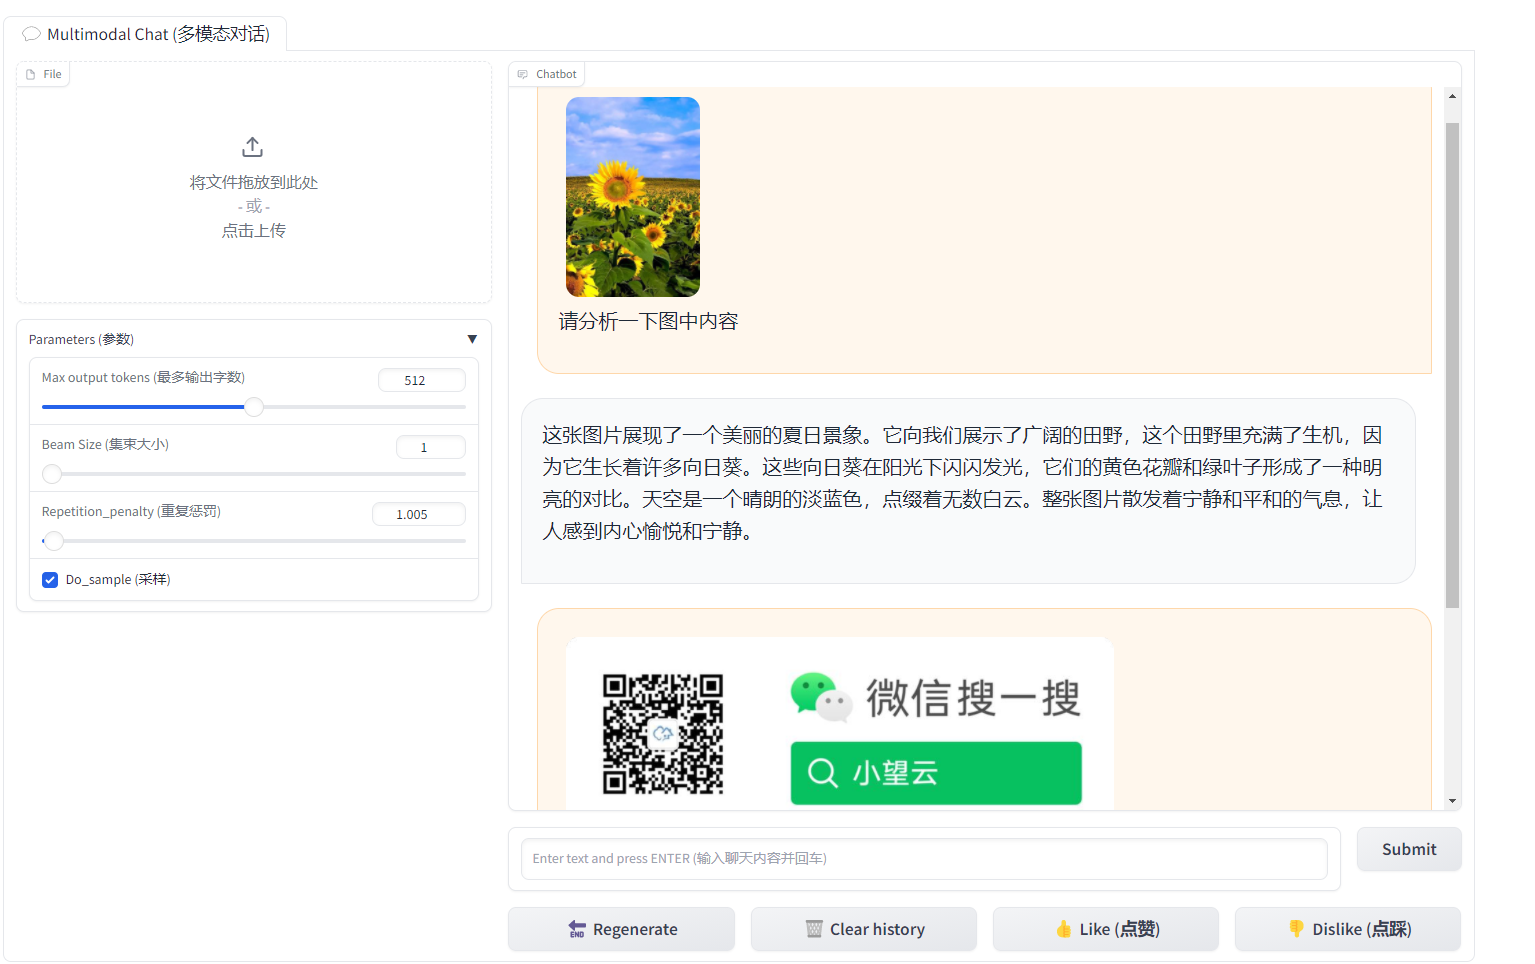 Multimodal Chat (多模态对话)
File
将文件拖放到此处
- 或 -
点击上传
Parameters (参数)
Max output tokens (最多输出字数)
512
Beam Size (集束大小)
1
Repetition_penalty (重复惩罚)
1.005
Do_sample (采样)
Chatbot
请分析一下图中内容
这张图片展现了一个美丽的夏日景象。它向我们展示了广阔的田野，这个田野里充满了生机，因
为它生长着许多向日葵。这些向日葵在阳光下闪闪发光，它们的黄色花瓣和绿叶子形成了一种明
亮的对比。天空是一个晴朗的淡蓝色，点缀着无数白云。整张图片散发着宁静和平和的气息，让
人感到内心愉悦和宁静。
微信搜一搜
小望云
Enter text and press ENTER (输入聊天内容并回车)
Submit
END
Regenerate
Clear history
Like (点赞)
Dislike (点踩)